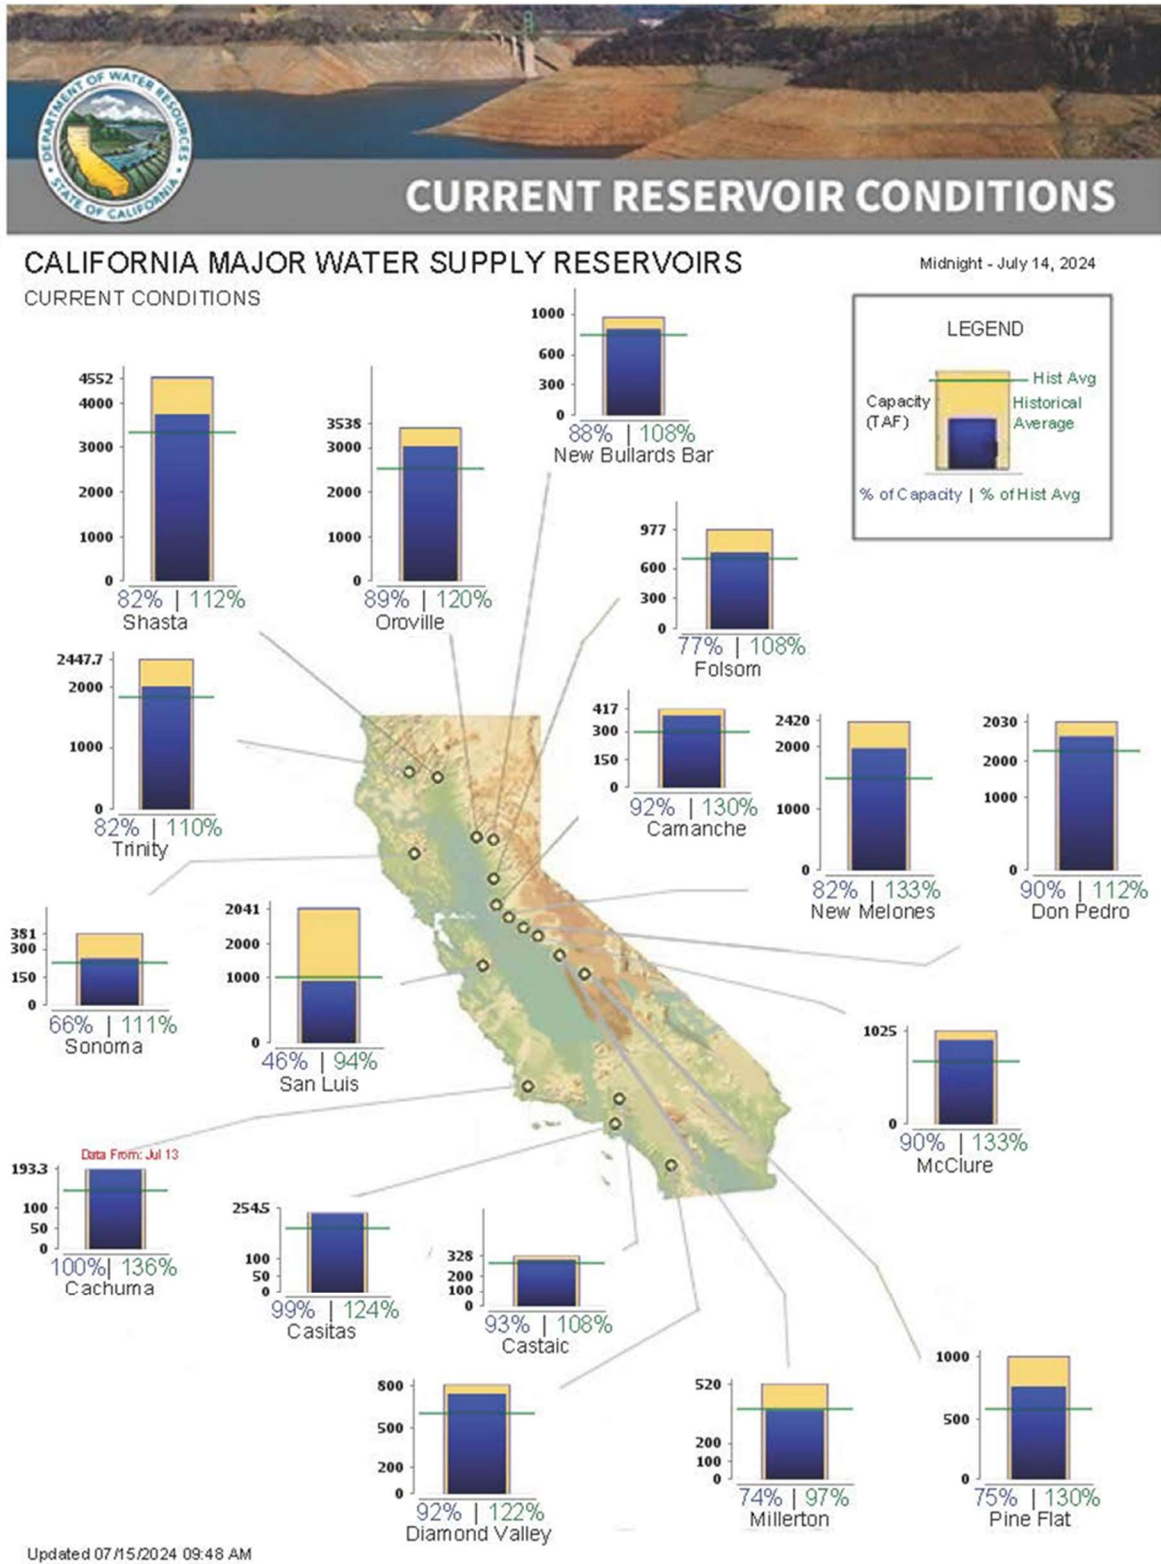 DEPARTMENT OF WATER RESOURCES
STATE OF CALIFORNIA
CURRENT RESERVOIR CONDITIONS
CALIFORNIA MAJOR WATER SUPPLY RESERVOIRS
Midnight - July 14, 2024
CURRENT CONDITIONS
LEGEND
Hist Avg
Capacity
(TAF)
Historical
Average
% of Capacity | % of Hist Avg
1000
600
300
0
88% | 108%
New Bullards Bar
4552
4000
3000
2000
1000
0
82% | 112%
Shasta
3538
3000
2000
1000
0
89% | 120%
Oroville
977
600
300
0
77% | 108%
Folsom
2447.7
2000
1000
0
82% | 110%
Trinity
417
300
150
0
92% | 130%
Camanche
2420
2000
1000
0
82% | 133%
New Melones
2030
2000
1000
0
90% | 112%
Don Pedro
381
300
150
0
66% | 111%
Sonoma
2041
2000
1000
0
46% | 94%
San Luis
1025
0
90% | 133%
McClure
Data From: Jul 13
193.3
100
50
0
100% | 136%
Cachuma
254.5
100
50
0
99% | 124%
Casitas
328
200
100
0
93% | 108%
Castaic
800
500
200
0
92% | 122%
Diamond Valley
520
200
100
0
74% | 97%
Millerton
1000
500
0
75% | 130%
Pine Flat
Updated 07/15/2024 09:48 AM